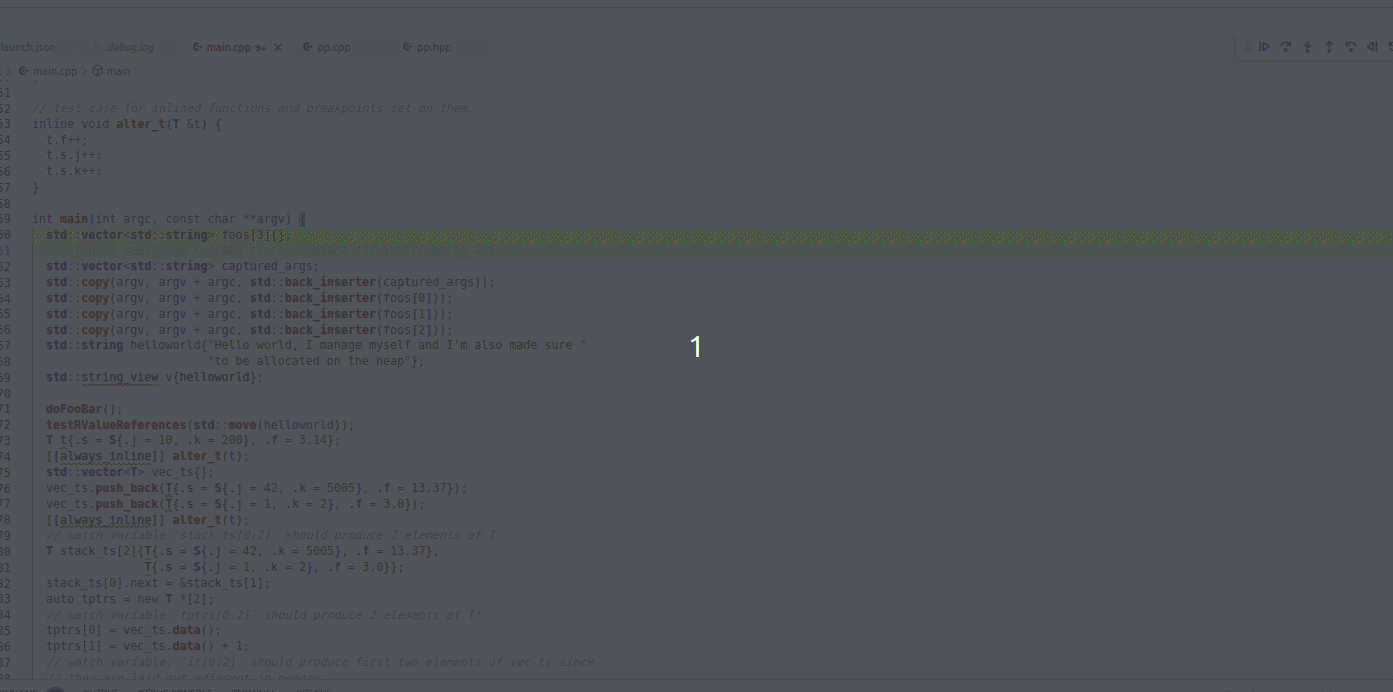 launch.json debug.log main.cpp 9+ × pp.cpp pp.hpp
> main.cpp > main
51
52 // test case for inlined functions and breakpoints set on them.
53 inline void alter_t(T &t) {
54 t.f++;
55 t.s.j++;
56 t.s.k++;
57 }
58
59 int main(int argc, const char **argv) {
60 std::vector<std::string> foos[3]{};
61
62 std::vector<std::string> captured_args;
63 std::copy(argv, argv + argc, std::back_inserter(captured_args));
64 std::copy(argv, argv + argc, std::back_inserter(foos[0]));
65 std::copy(argv, argv + argc, std::back_inserter(foos[1]));
66 std::copy(argv, argv + argc, std::back_inserter(foos[2]));
67 std::string helloworld{"Hello world, I manage myself and I'm also made sure "
68 "to be allocated on the heap"};
69 std::string_view v{helloworld};
70
71 doFooBar();
72 testRValueReferences(std::move(helloworld));
73 T t{.s = S{.j = 10, .k = 200}, .f = 3.14};
74 [[always_inline]] alter_t(t);
75 std::vector<T> vec_ts{};
76 vec_ts.push_back(T{.s = S{.j = 42, .k = 5005}, .f = 13.37});
77 vec_ts.push_back(T{.s = S{.j = 1, .k = 2}, .f = 3.0});
78 [[always_inline]] alter_t(t);
79 // watch variable `stack_ts[0:2]` should produce 2 elements of T
80 T stack_ts[2]{T{.s = S{.j = 42, .k = 5005}, .f = 13.37},
81 T{.s = S{.j = 1, .k = 2}, .f = 3.0}};
82 stack_ts[0].next = &stack_ts[1];
83 auto tptrs = new T *[2];
84 // watch variable `tptrs[0:2]` should produce 2 elements of T*
85 tptrs[0] = vec_ts.data();
86 tptrs[1] = vec_ts.data() + 1;
87 // watch variable: `it[0:2]` should produce first two elements of vec_ts since
88 // they are laid out adjacent in memory
1